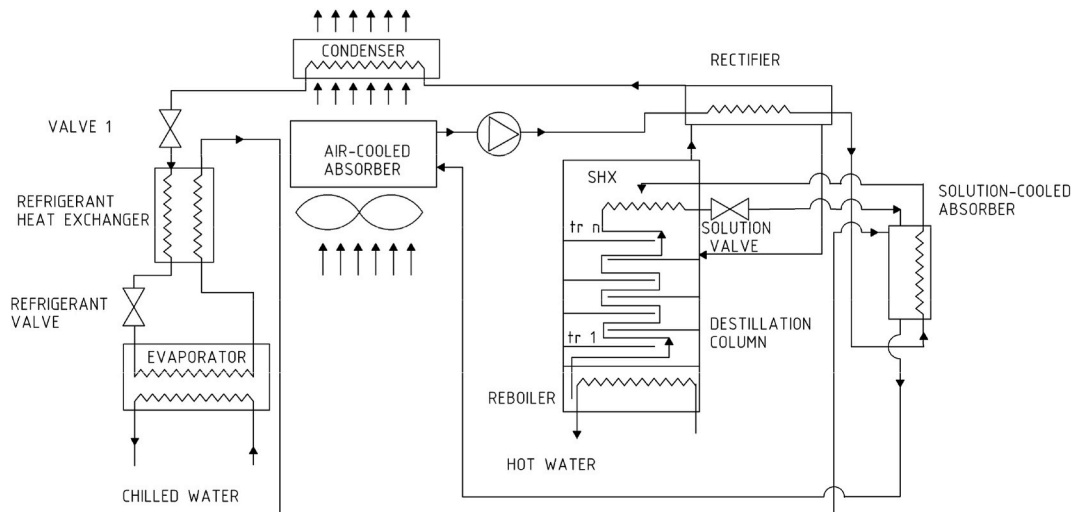 CONDENSER
RECTIFIER
VALVE 1
AIR-COOLED
ABSORBER
SHX
REFRIGERANT
HEAT EXCHANGER
SOLUTION-COOLED
ABSORBER
tr n
SOLUTION
VALVE
REFRIGERANT
VALVE
DESTILLATION
COLUMN
tr 1
EVAPORATOR
REBOILER
HOT WATER
CHILLED WATER